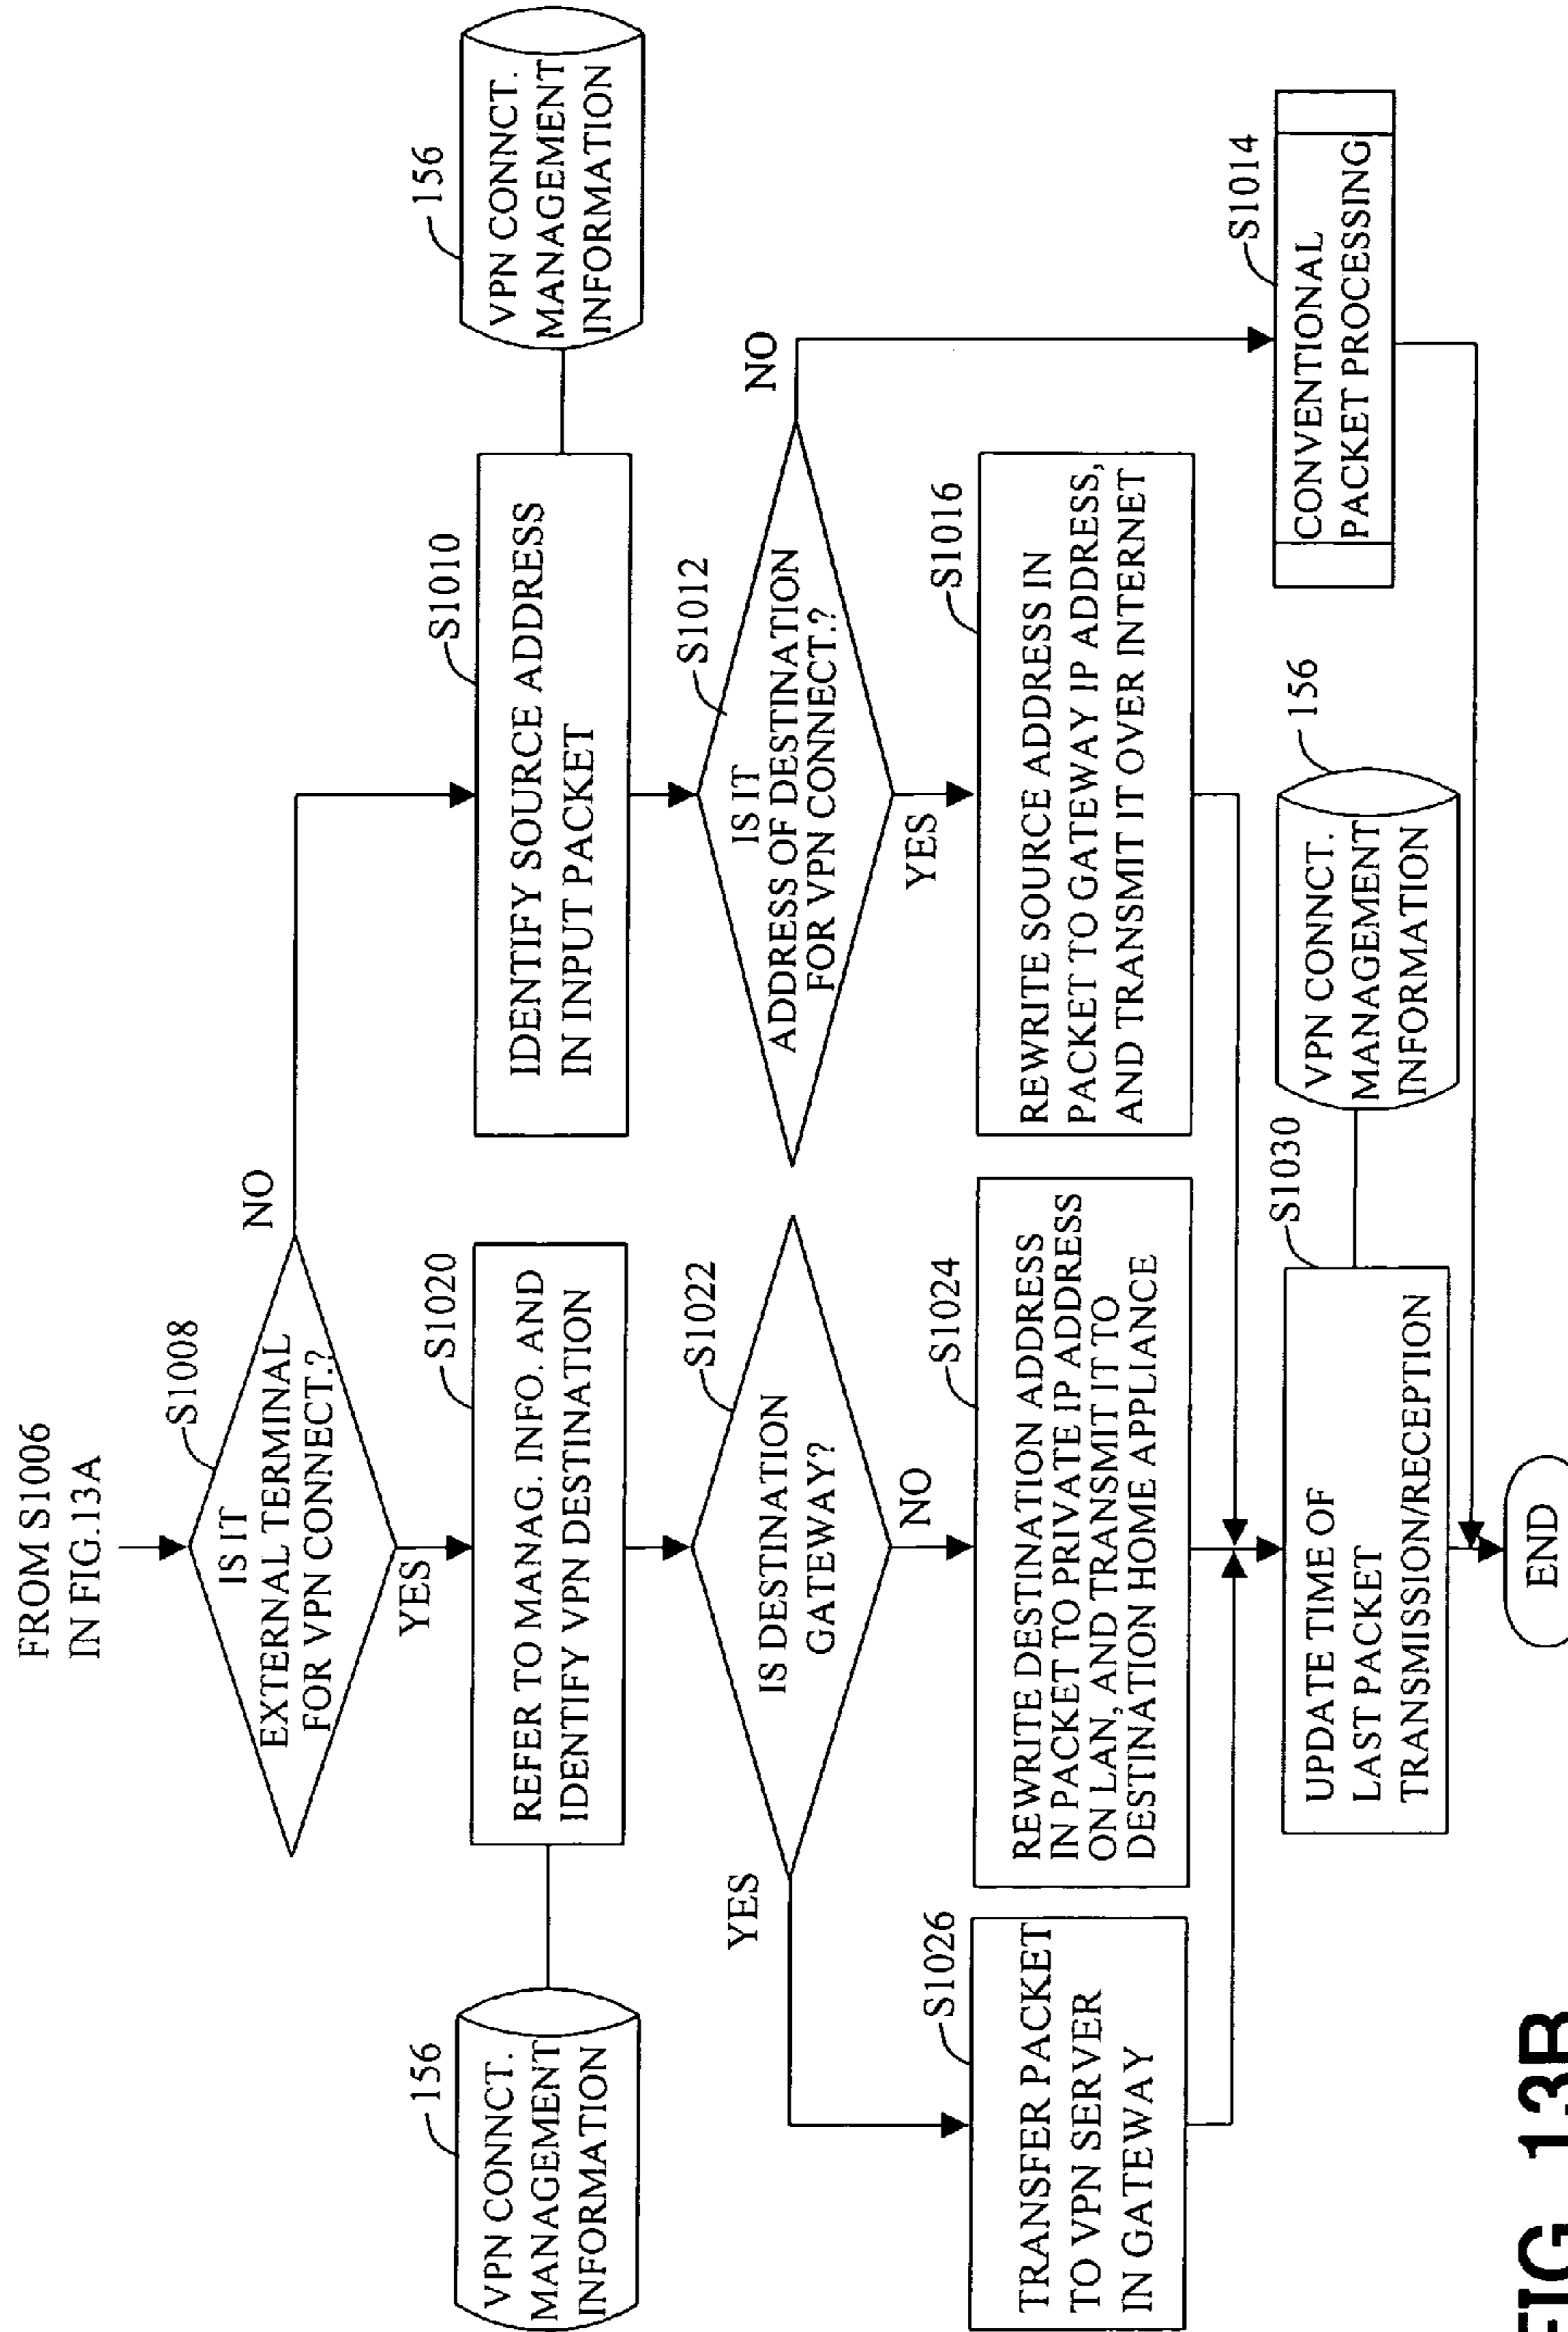 FROM S1006
IN FIG.13A
IS IT
EXTERNAL TERMINAL
FOR VPN CONNECT.?
S1008
NO
YES
156
VPN CONNCT.
MANAGEMENT
INFORMATION
S1020
REFER TO MANAG. INFO. AND
IDENTIFY VPN DESTINATION
S1010
IDENTIFY SOURCE ADDRESS
IN INPUT PACKET
156
VPN CONNCT.
MANAGEMENT
INFORMATION
YES
S1022
IS DESTINATION
GATEWAY?
NO
S1012
IS IT
ADDRESS OF DESTINATION
FOR VPN CONNECT.?
NO
YES
S1026
TRANSFER PACKET
TO VPN SERVER
IN GATEWAY
S1024
REWRITE DESTINATION ADDRESS
IN PACKET TO PRIVATE IP ADDRESS
ON LAN, AND TRANSMIT IT TO
DESTINATION HOME APPLIANCE
S1016
REWRITE SOURCE ADDRESS IN
PACKET TO GATEWAY IP ADDRESS,
AND TRANSMIT IT OVER INTERNET
S1014
CONVENTIONAL
PACKET PROCESSING
S1030
UPDATE TIME OF
LAST PACKET
TRANSMISSION/RECEPTION
156
VPN CONNCT.
MANAGEMENT
INFORMATION
END
FIG. 13B